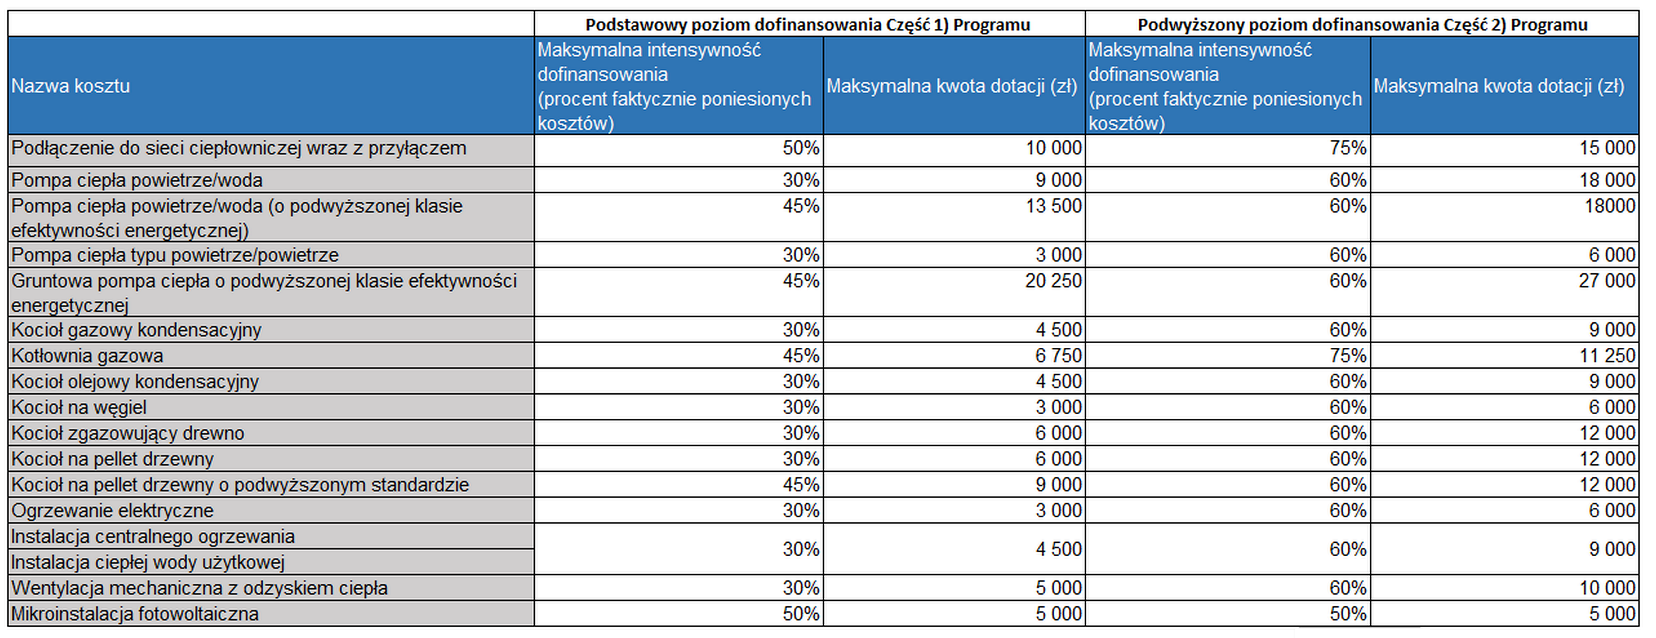 Podstawowy poziom dofinansowania Część 1) Programu Podwyższony poziom dofinansowania Część 2) Programu
Nazwa kosztu
Maksymalna intensywność
dofinansowania
(procent faktycznie poniesionych
kosztów)
Maksymalna kwota dotacji (zł)
Maksymalna intensywność
dofinansowania
(procent faktycznie poniesionych
kosztów)
Maksymalna kwota dotacji (zł)
Podłączenie do sieci ciepłowniczej wraz z przyłączem 50% 10 000 75% 15 000
Pompa ciepła powietrze/woda 30% 9 000 60% 18 000
Pompa ciepła powietrze/woda (o podwyższonej klasie 45% 13 500 60% 18000
efektywności energetycznej)
Pompa ciepła typu powietrze/powietrze 30% 3 000 60% 6 000
Gruntowa pompa ciepła o podwyższonej klasie efektywności 45% 20 250 60% 27 000
energetycznej
Kocioł gazowy kondensacyjny 30% 4 500 60% 9 000
Kotłownia gazowa 45% 6 750 75% 11 250
Kocioł olejowy kondensacyjny 30% 4 500 60% 9 000
Kocioł na węgiel 30% 3 000 60% 6 000
Kocioł zgazowujący drewno 30% 6 000 60% 12 000
Kocioł na pellet drzewny 30% 6 000 60% 12 000
Kocioł na pellet drzewny o podwyższonym standardzie 45% 9 000 60% 12 000
Ogrzewanie elektryczne 30% 3 000 60% 6 000
Instalacja centralnego ogrzewania
Instalacja ciepłej wody użytkowej
30% 4 500 60% 9 000
Wentylacja mechaniczna z odzyskiem ciepła 30% 5 000 60% 10 000
Mikroinstalacja fotowoltaiczna 50% 5 000 50% 5 000